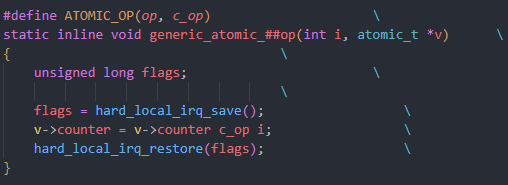 #define ATOMIC_OP(op, c_op) \
static inline void generic_atomic_##op(int i, atomic_t *v) \
{ \
    unsigned long flags; \
 \
    flags = hard_local_irq_save(); \
    v->counter = v->counter c_op i; \
    hard_local_irq_restore(flags); \
}